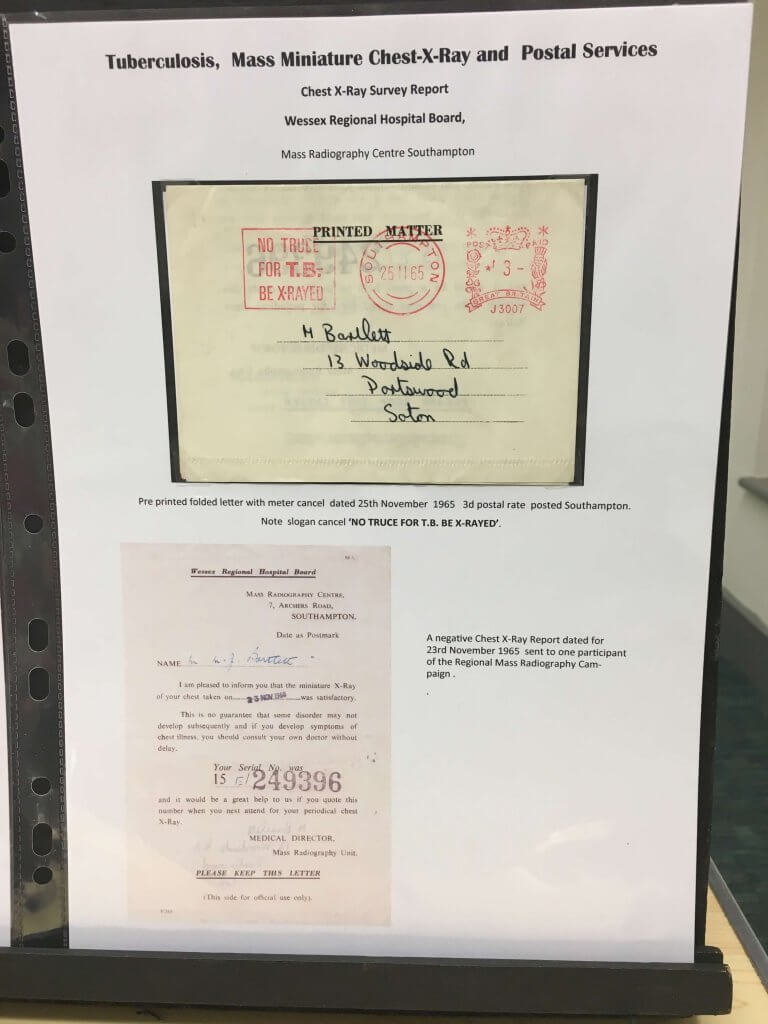 Tuberculosis, Mass Miniature Chest-X-Ray and Postal Services
Chest X-Ray Survey Report
Wessex Regional Hospital Board,
Mass Radiography Centre Southampton
PRINTED MATTER
NO TRUCE
FOR T.B.-
BE X-RAYED
SOUTHAMPTON
25 11 65
POSTAGE PAID
3 -
GREAT BRITAIN
J3007
M Bartlett
13 Woodside Rd
Portswood
Soton
Pre printed folded letter with meter cancel dated 25th November 1965 3d postal rate posted Southampton.
Note slogan cancel 'NO TRUCE FOR T.B. BE X-RAYED'.
Wessex Regional Hospital Board
MASS RADIOGRAPHY CENTRE,
7, ARCHERS ROAD,
SOUTHAMPTON.
Date as Postmark
NAME Bartlett
I am pleased to inform you that the miniature X-Ray
of your chest taken on 23 NOV 1965 was satisfactory.
This is no guarantee that some disorder may not
develop subsequently and if you develop symptoms of
chest illness, you should consult your own doctor without
delay.
Your Serial No. was
15 E/249396
and it would be a great help to us if you quote this
number when you next attend for your periodical chest
X-Ray.
MEDICAL DIRECTOR,
Mass Radiography Unit.
PLEASE KEEP THIS LETTER
(This side for official use only).
A negative Chest X-Ray Report dated for
23rd November 1965 sent to one participant
of the Regional Mass Radiography Cam-
paign .
.